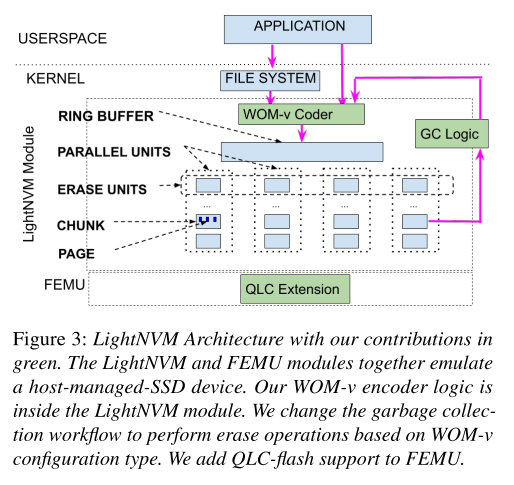 USERSPACE
APPLICATION
KERNEL
FILE SYSTEM
RING BUFFER
WOM-v Coder
GC Logic
PARALLEL UNITS
ERASE UNITS
...
...
...
...
CHUNK
PAGE
LightNVM Module
FEMU
QLC Extension
Figure 3: LightNVM Architecture with our contributions in
green. The LightNVM and FEMU modules together emulate
a host-managed-SSD device. Our WOM-v encoder logic is
inside the LightNVM module. We change the garbage collec-
tion workflow to perform erase operations based on WOM-v
configuration type. We add QLC-flash support to FEMU.